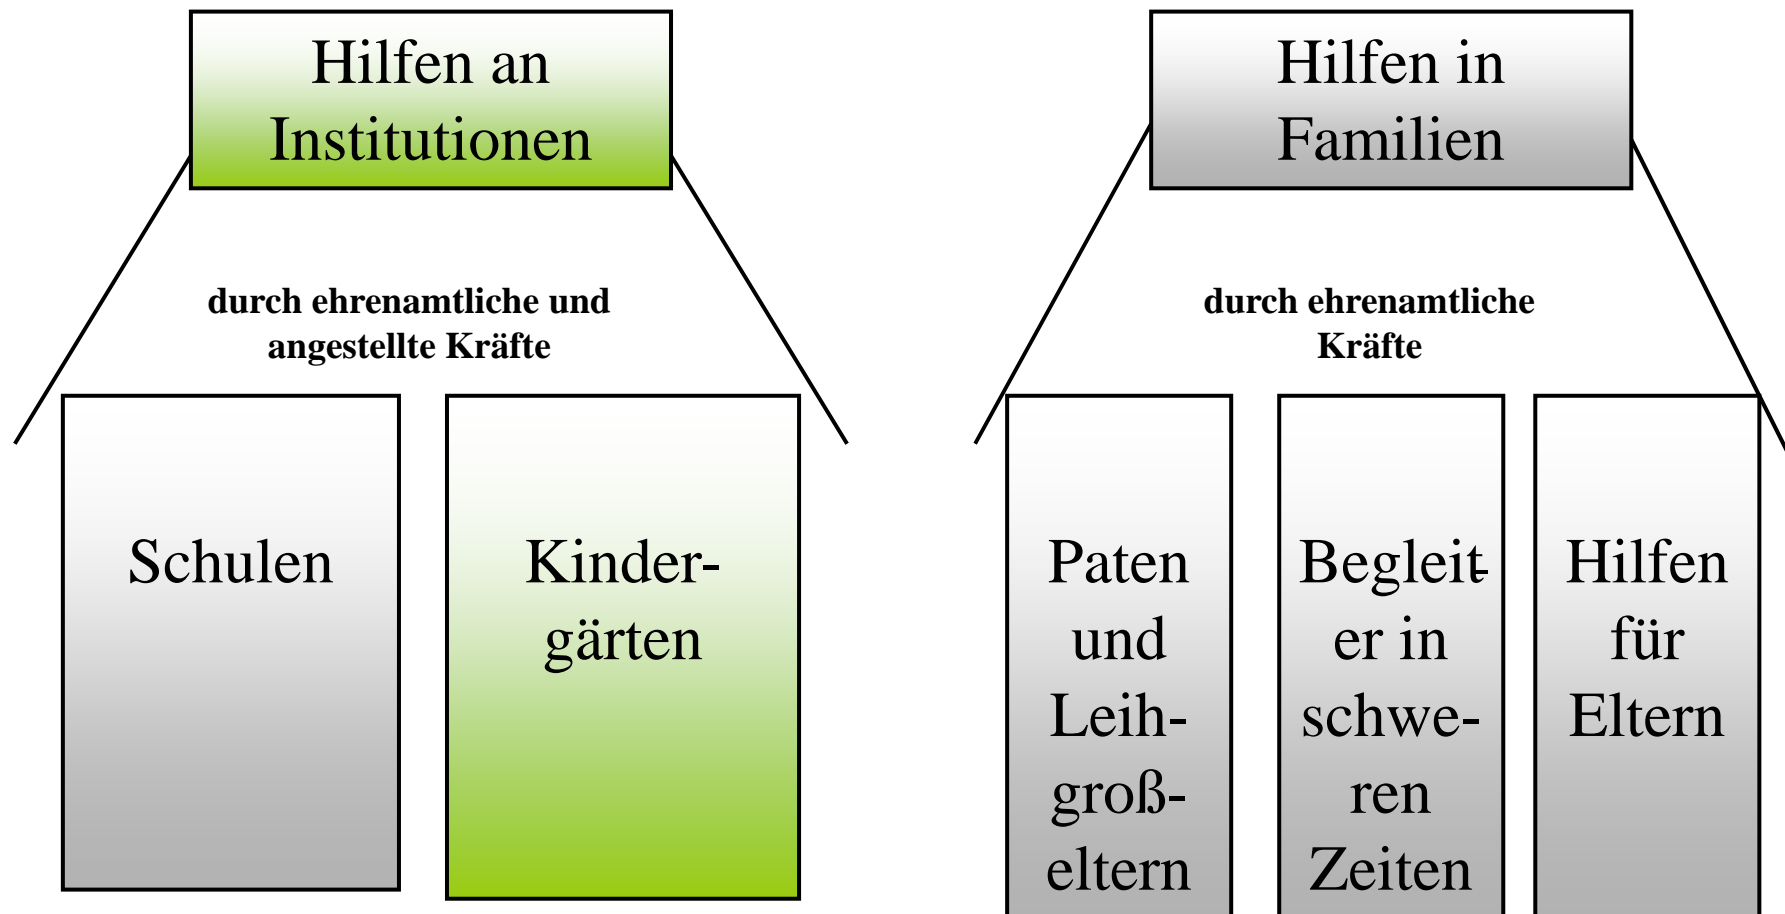 Hilfen an
Institutionen
durch ehrenamtliche und
angestellte Kräfte
Schulen
Kinder-
gärten
Hilfen in
Familien
durch ehrenamtliche
Kräfte
Paten
und
Leih-
groß-
eltern
Begleit-
er in
schwe-
ren
Zeiten
Hilfen
für
Eltern